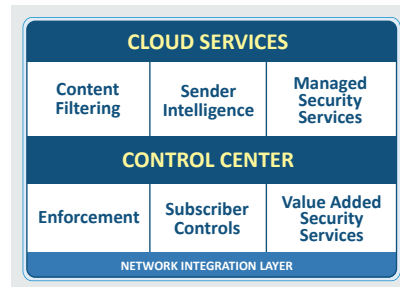 CLOUD SERVICES
Content
Filtering
Sender
Intelligence
Managed
Security
Services
CONTROL CENTER
Enforcement
Subscriber
Controls
Value Added
Security
Services
NETWORK INTEGRATION LAYER